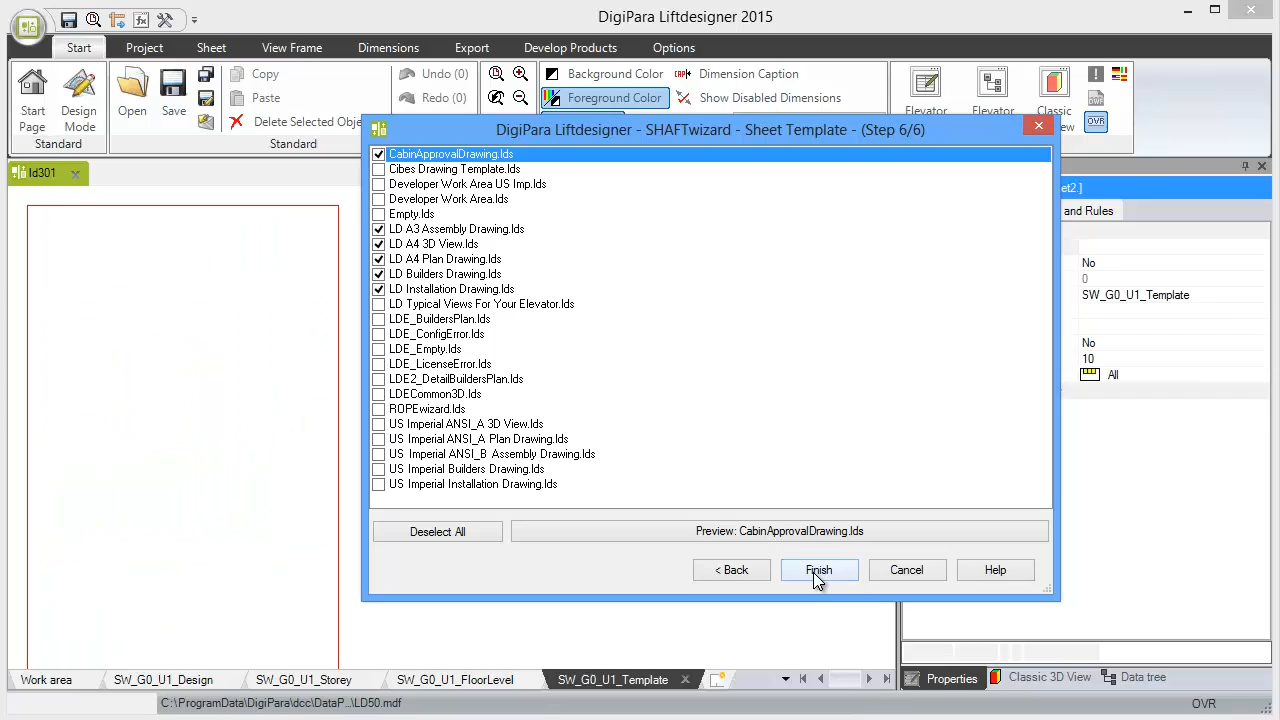 DigiPara Liftdesigner 2015
Start Project Sheet View Frame Dimensions Export Develop Products Options
Copy Undo (0) Background Color Dimension Caption
Paste Redo (0) Foreground Color Show Disabled Dimensions
Start Page Design Mode Open Save Delete Selected Obje Elevator Elevator Classic
ew
OVR
Standard Standard
DigiPara Liftdesigner - SHAFTwizard - Sheet Template - (Step 6/6)
CabinApprovalDrawing.lds
Cibes Drawing Template.lds
Developer Work Area US Imp.lds
Developer Work Area.lds
Empty.lds
LD A3 Assembly Drawing.lds
LD A4 3D View.lds
LD A4 Plan Drawing.lds
LD Builders Drawing.lds
LD Installation Drawing.lds
LD Typical Views For Your Elevator.lds
LDE_BuildersPlan.lds
LDE_ConfigError.lds
LDE_Empty.lds
LDE_LicenseError.lds
LDE2_DetailBuildersPlan.lds
LDECommon3D.lds
ROPEwizard.lds
US Imperial ANSI_A 3D View.lds
US Imperial ANSI_A Plan Drawing.lds
US Imperial ANSI_B Assembly Drawing.lds
US Imperial Builders Drawing.lds
US Imperial Installation Drawing.lds
Deselect All Preview: CabinApprovalDrawing.lds
< Back Finish Cancel Help
ld301
et2.]
and Rules
No
0
SW_G0_U1_Template
No
10
All
Work area SW_G0_U1_Design SW_G0_U1_Storey SW_G0_U1_FloorLevel SW_G0_U1_Template Properties Classic 3D View Data tree
C:\ProgramData\DigiPara\dcc\DataP...\LD50.mdf OVR